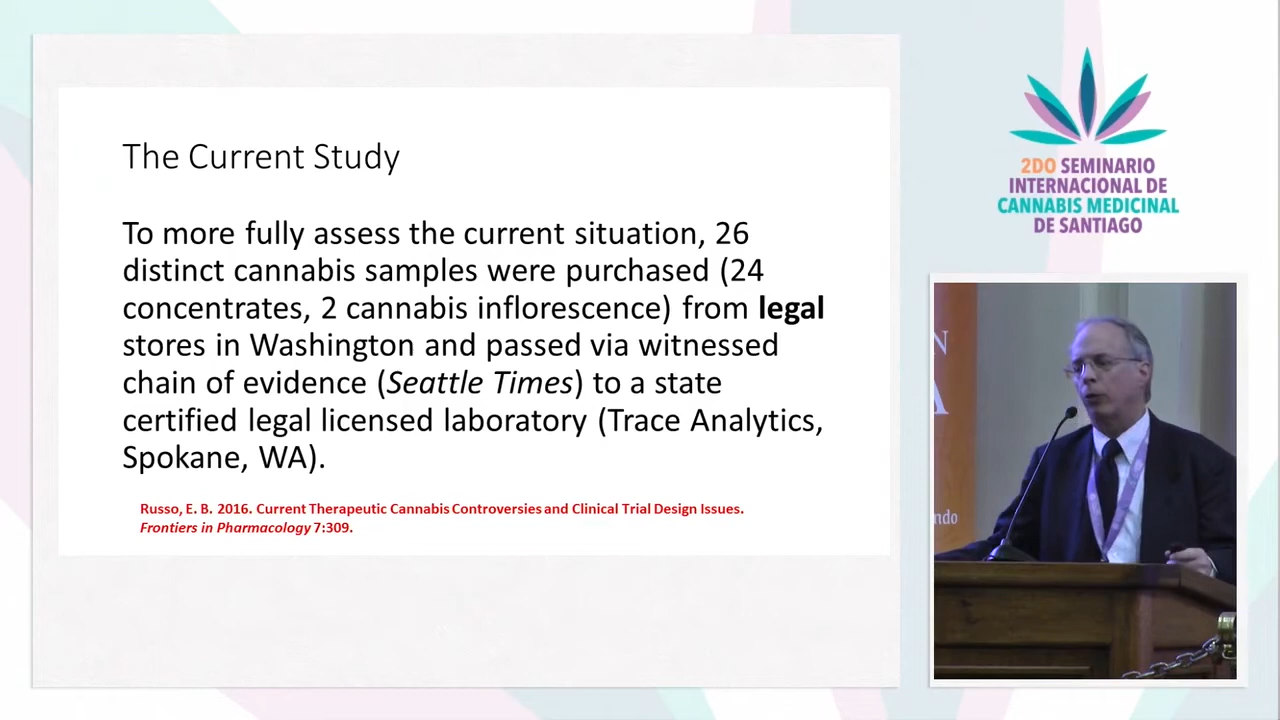 The Current Study
To more fully assess the current situation, 26
distinct cannabis samples were purchased (24
concentrates, 2 cannabis inflorescence) from legal
stores in Washington and passed via witnessed
chain of evidence (Seattle Times) to a state
certified legal licensed laboratory (Trace Analytics,
Spokane, WA).
Russo, E. B. 2016. Current Therapeutic Cannabis Controversies and Clinical Trial Design Issues.
Frontiers in Pharmacology 7:309.
2DO SEMINARIO
INTERNACIONAL DE
CANNABIS MEDICINAL
DE SANTIAGO